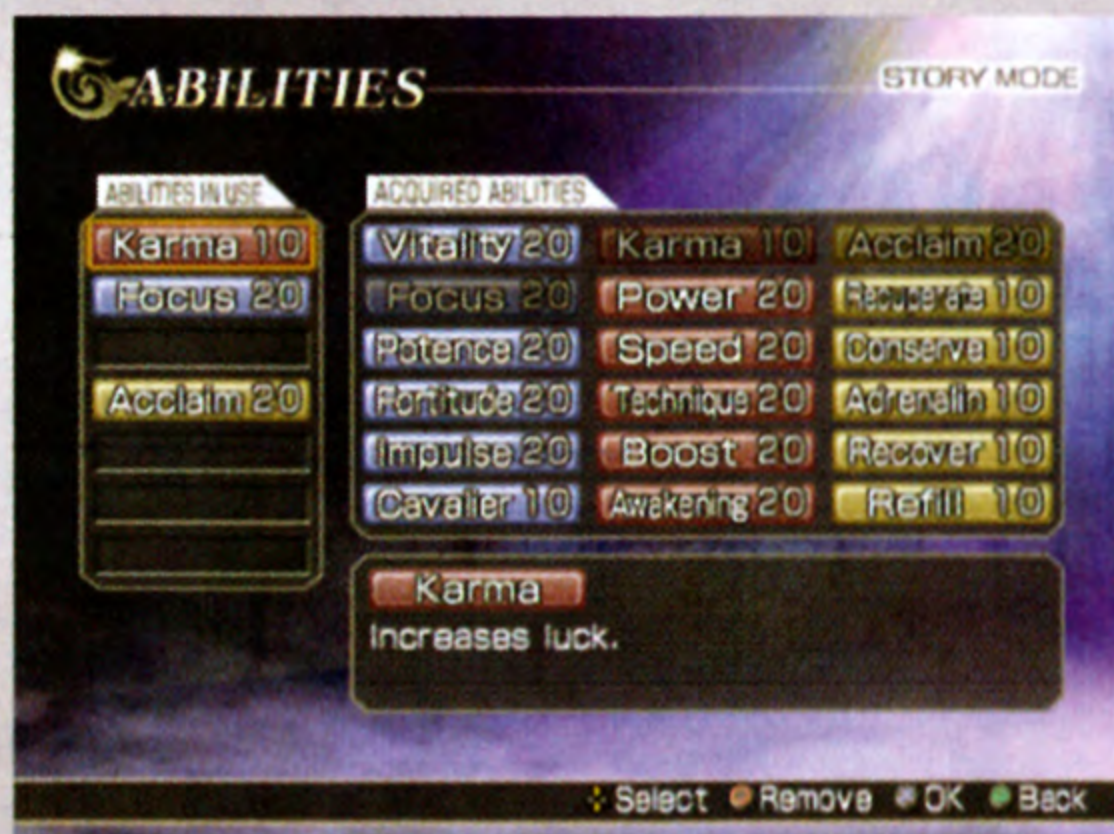 ABILITIES
STORY MODE
ABILITIES IN USE
Karma 10
Focus 20
Acclaim 20
ACQUIRED ABILITIES
Vitality 20 Karma 10 Acclaim 20
Focus 20 Power 20 Recuperate 10
Potence 20 Speed 20 Conserve 10
Fortitude 20 Technique 20 Adrenalin 10
Impulse 20 Boost 20 Recover 10
Cavalier 10 Awakening 20 Refill 10
Karma
Increases luck.
Select Remove OK Back